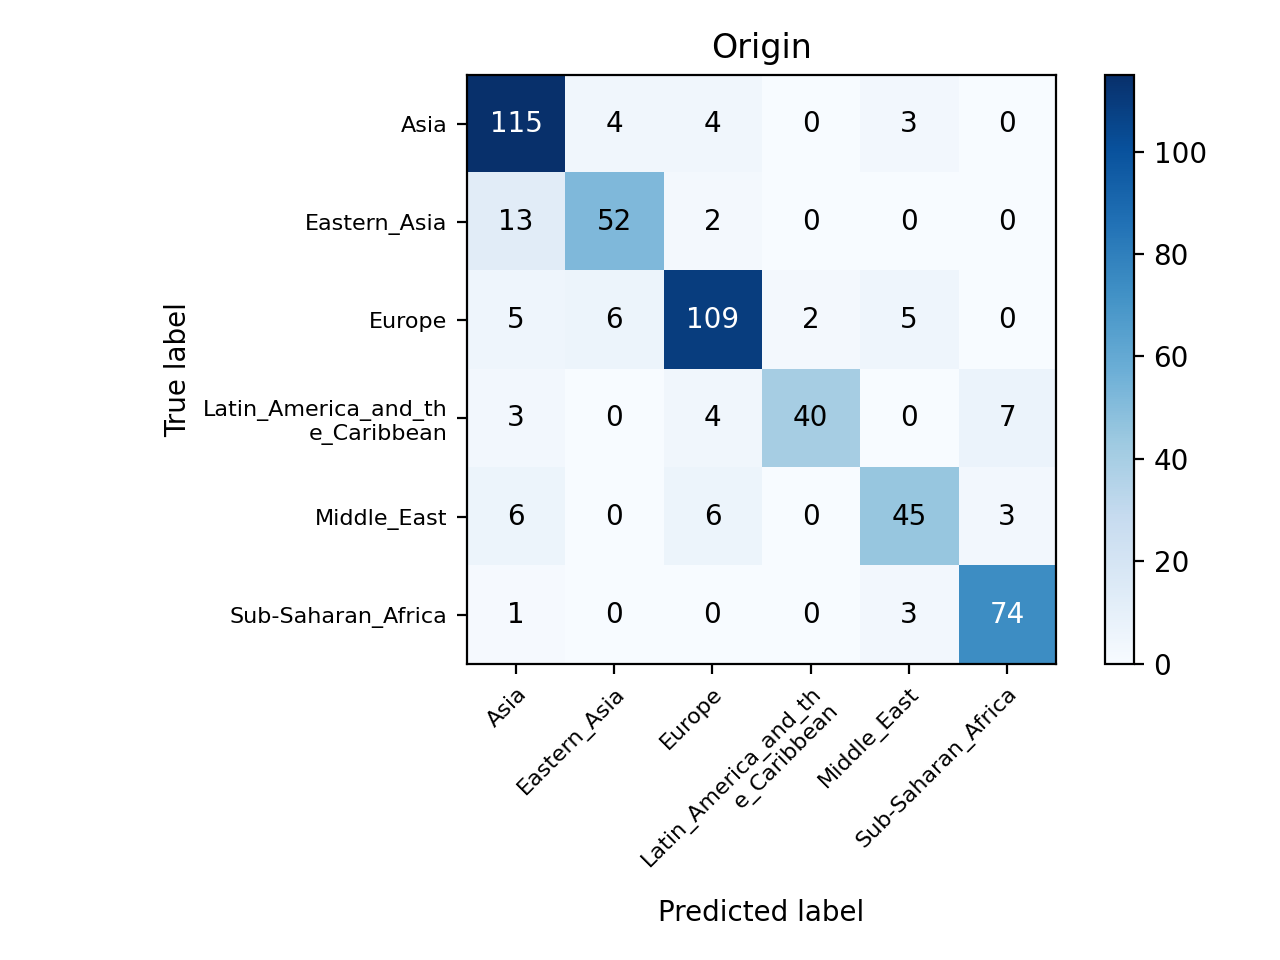 Origin
Asia
115 4 4 0 3 0
Eastern_Asia
13 52 2 0 0 0
Europe
5 6 109 2 5 0
Latin_America_and_th
e_Caribbean
3 0 4 40 0 7
Middle_East
6 0 6 0 45 3
Sub-Saharan_Africa
1 0 0 0 3 74
True label
Asia
Eastern_Asia
Europe
Latin_America_and_th
e_Caribbean
Middle_East
Sub-Saharan_Africa
Predicted label
100
80
60
40
20
0